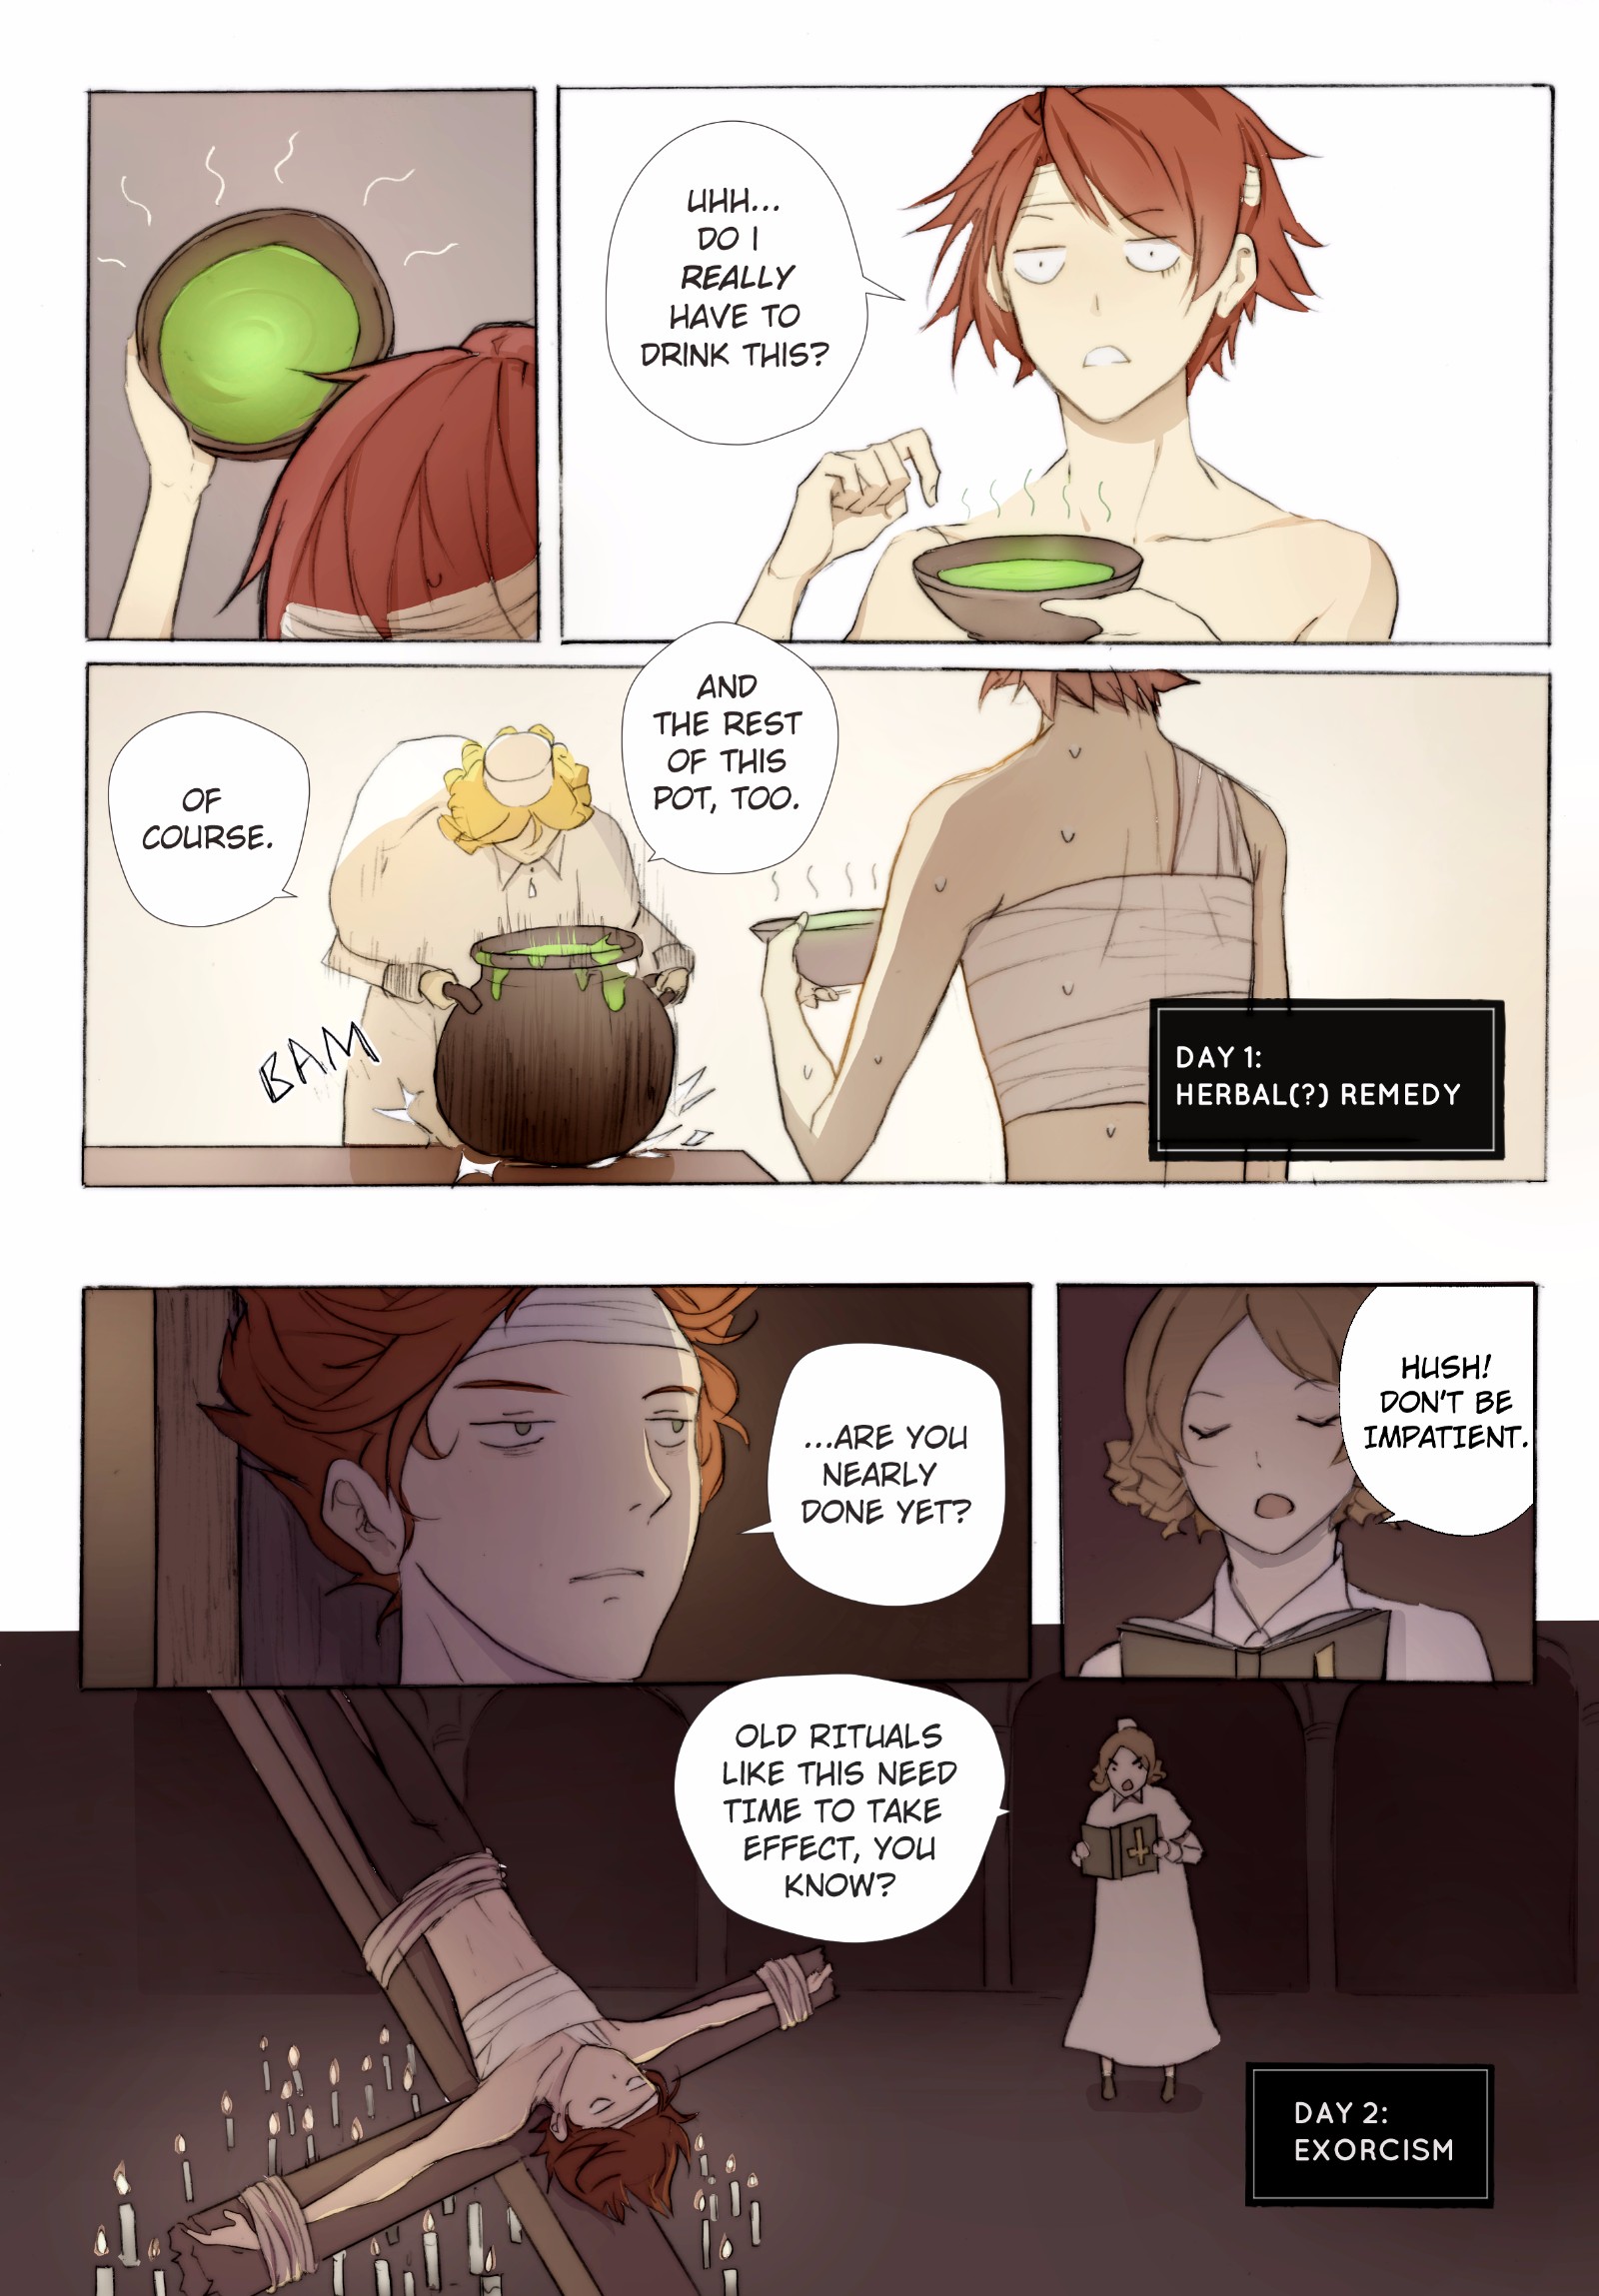 UHH...
DO I
REALLY
HAVE TO
DRINK THIS?
OF
COURSE.
AND
THE REST
OF THIS
POT, TOO.
BAM
DAY 1:
HERBAL(?) REMEDY
...ARE YOU
NEARLY
DONE YET?
HUSH!
DON'T BE
IMPATIENT.
OLD RITUALS
LIKE THIS NEED
TIME TO TAKE
EFFECT, YOU
KNOW?
DAY 2:
EXORCISM